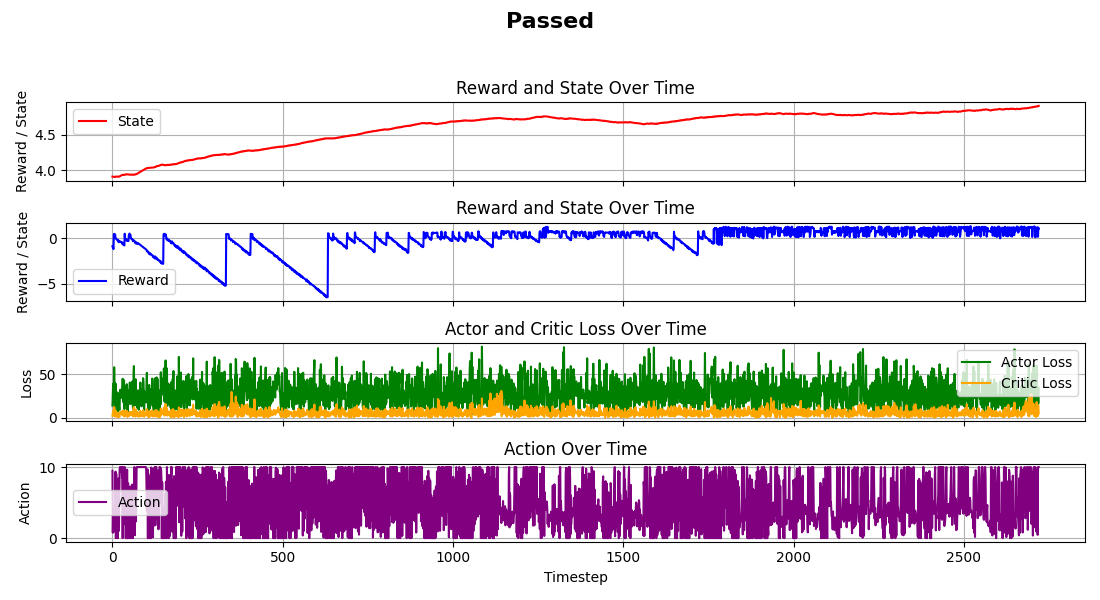 Passed
Reward and State Over Time
Reward / State
4.5
4.0
State
Reward and State Over Time
Reward / State
0
−5
Reward
Actor and Critic Loss Over Time
Loss
50
0
Actor Loss
Critic Loss
Action Over Time
Action
10
0
Action
0 500 1000 1500 2000 2500
Timestep